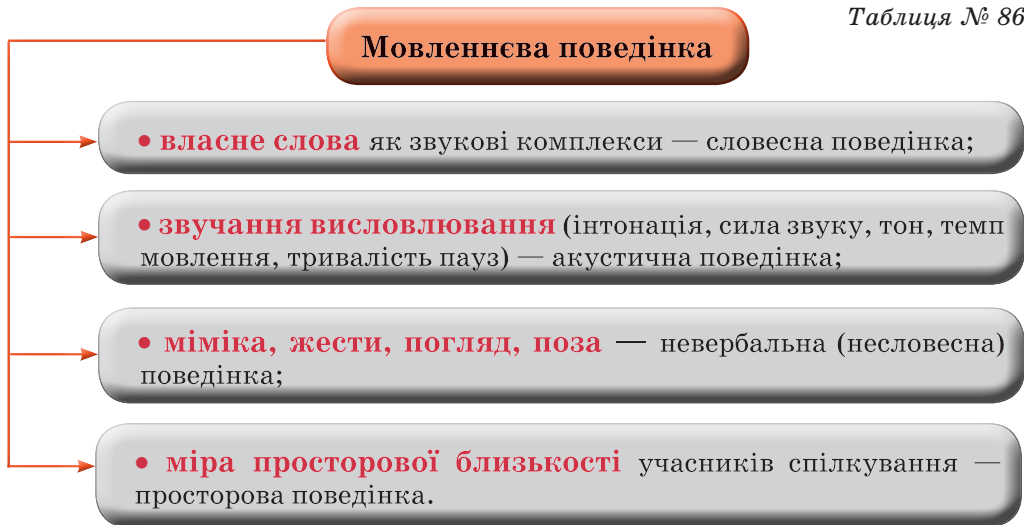 Таблиця № 86
Мовленнєва поведінка
• власне слова як звукові комплекси — словесна поведінка;
• звучання висловлювання (інтонація, сила звуку, тон, темп
мовлення, тривалість пауз) — акустична поведінка;
• міміка, жести, погляд, поза — невербальна (несловесна)
поведінка;
• міра просторової близькості учасників спілкування —
просторова поведінка.